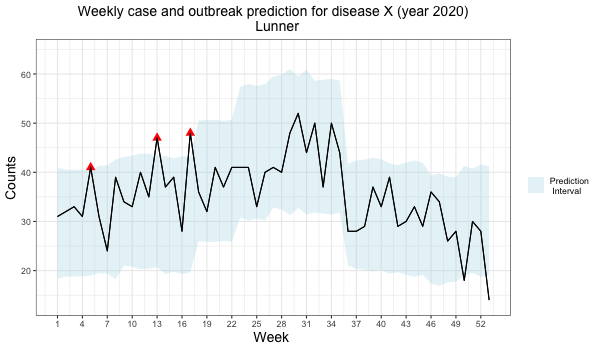 Weekly case and outbreak prediction for disease X (year 2020)
Lunner
Counts
60
50
40
30
20
1 4 7 10 13 16 19 22 25 28 31 34 37 40 43 46 49 52
Week
Prediction
Interval